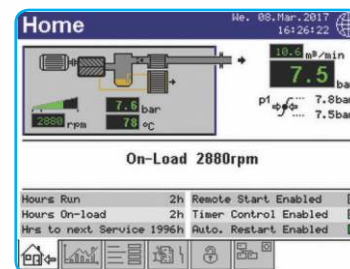 Home
We. 08.Mar.2017
16:26:22
10.6 m³/min
7.5 bar
7.6 bar
p1 7.8bar
7.5bar
2880 rpm
78 °C
On-Load 2880rpm
Hours Run 2h Remote Start Enabled
Hours On-load 2h Timer Control Enabled
Hrs to next Service 1996h Auto. Restart Enabled